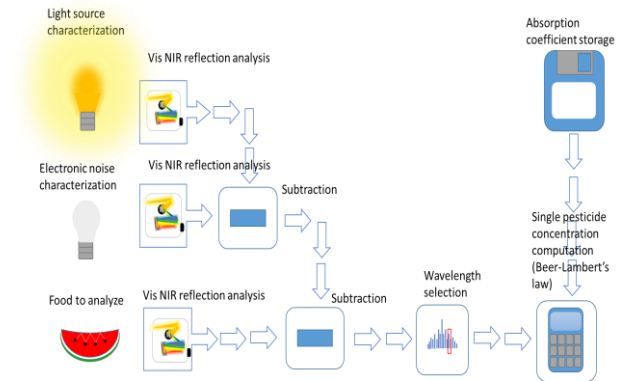 Light source
characterization
Absorption
coefficient storage
Vis NIR reflection analysis
Electronic noise
characterization
Vis NIR reflection analysis
Subtraction
Single pesticide
concentration
computation
(Beer-Lambert's
law)
Wavelength
selection
Food to analyze
Vis NIR reflection analysis
Subtraction